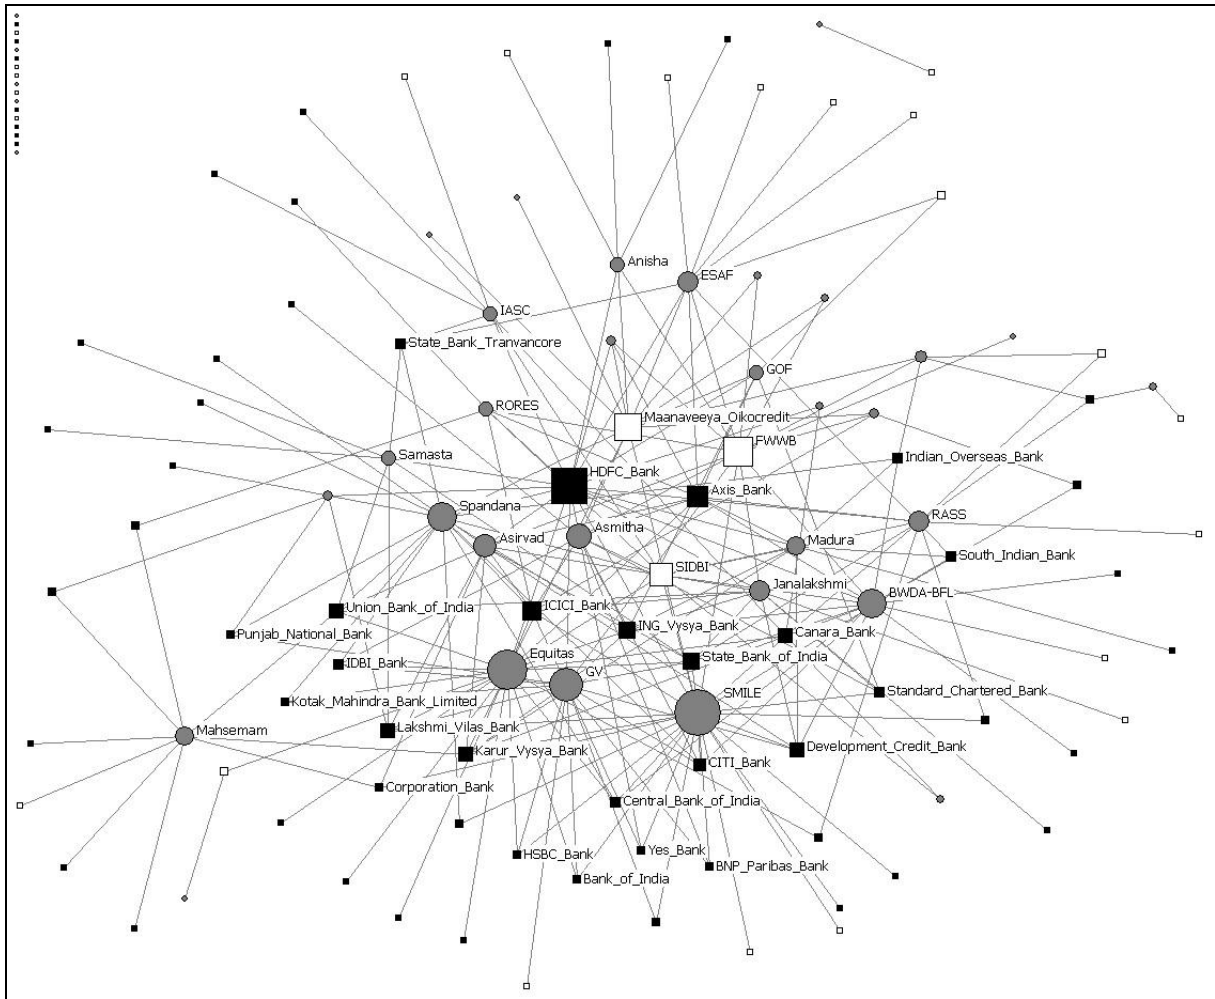 Anisha
ESAF
IASC
State_Bank_Tranvancore
GOF
RORES
Maanaveeya_Oikocredit
FWWB
Samasta
HDFC_Bank
Indian_Overseas_Bank
Axis_Bank
Spandana
Asirvad
Asmitha
RASS
Madura
South_Indian_Bank
SIDBI
Janalakshmi
BWDA-BFL
Union_Bank_of_India
ICICI_Bank
ING_Vysya_Bank
Canara_Bank
Punjab_National_Bank
Equitas
State_Bank_of_India
IDBI_Bank
GV
SMILE
Standard_Chartered_Bank
Kotak_Mahindra_Bank_Limited
Mahsemam
Lakshmi_Vilas_Bank
Karur_Vysya_Bank
Development_Credit_Bank
CITI_Bank
Corporation_Bank
Central_Bank_of_India
HSBC_Bank
Yes_Bank
BNP_Paribas_Bank
Bank_of_India